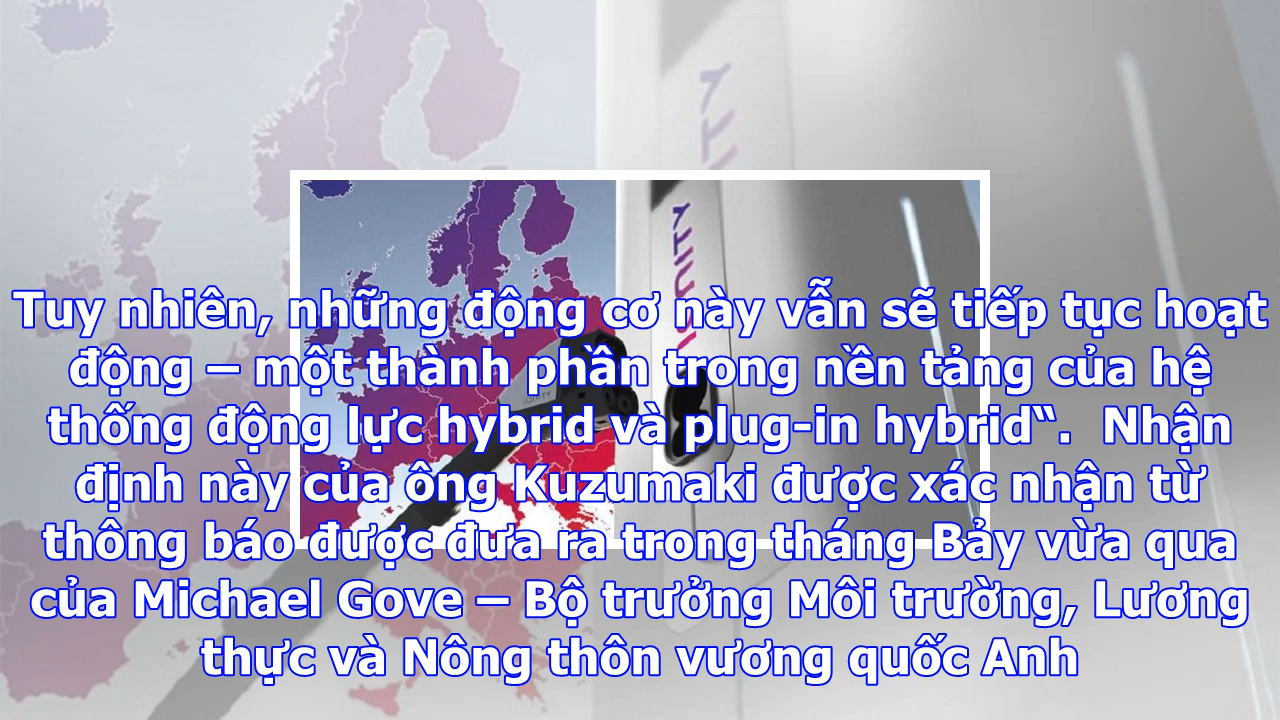 IONITY
IONITY
IONITY
Tuy nhiên, những động cơ này vẫn sẽ tiếp tục hoạt
động – một thành phần trong nền tảng của hệ
thống động lực hybrid và plug-in hybrid“.  Nhận
định này của ông Kuzumaki được xác nhận từ
thông báo được đưa ra trong tháng Bảy vừa qua
của Michael Gove – Bộ trưởng Môi trường, Lương
thực và Nông thôn vương quốc Anh